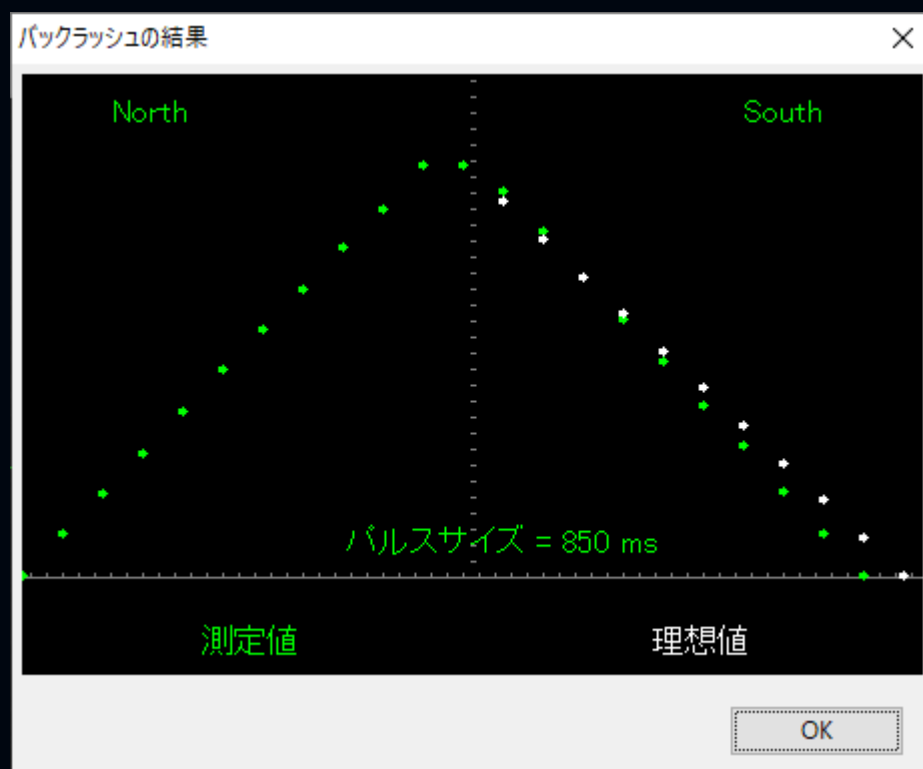 バックラッシュの結果
North
South
パルスサイズ = 850 ms
測定値
理想値
OK